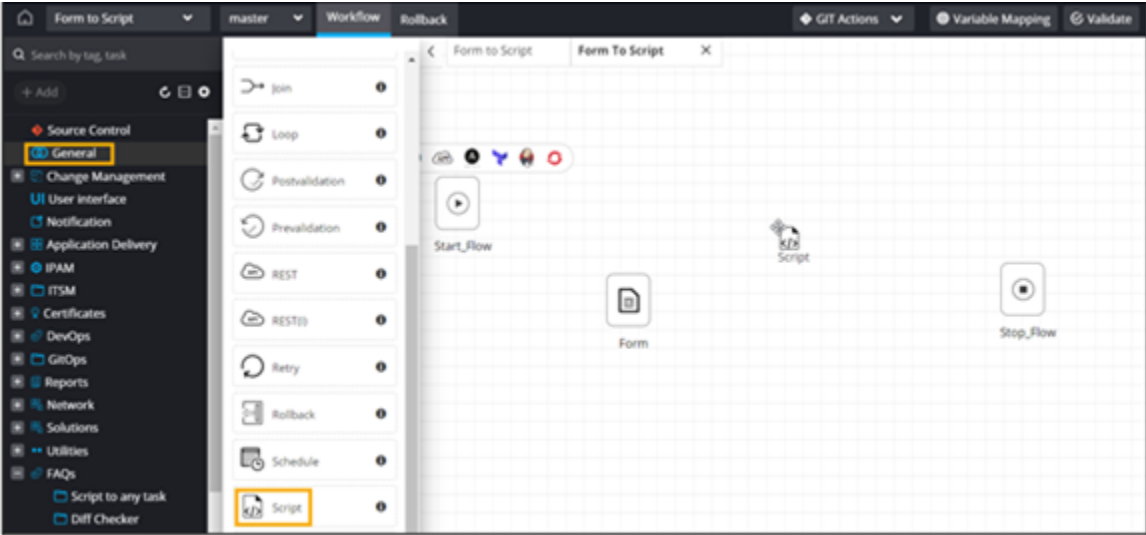 Form to Script
master
Workflow
Rollback
GIT Actions
Variable Mapping
Validate
Search by tag, task
+ Add
Source Control
General
Change Management
UI User interface
Notification
Application Delivery
IPAM
ITSM
Certificates
DevOps
GitOps
Reports
Network
Solutions
Utilities
FAQs
Script to any task
Diff Checker
Join
Loop
Postvalidation
Prevalidation
REST
REST(I)
Retry
Rollback
Schedule
Script
Form to Script
Form To Script
Start_Flow
Script
Form
Stop_Flow